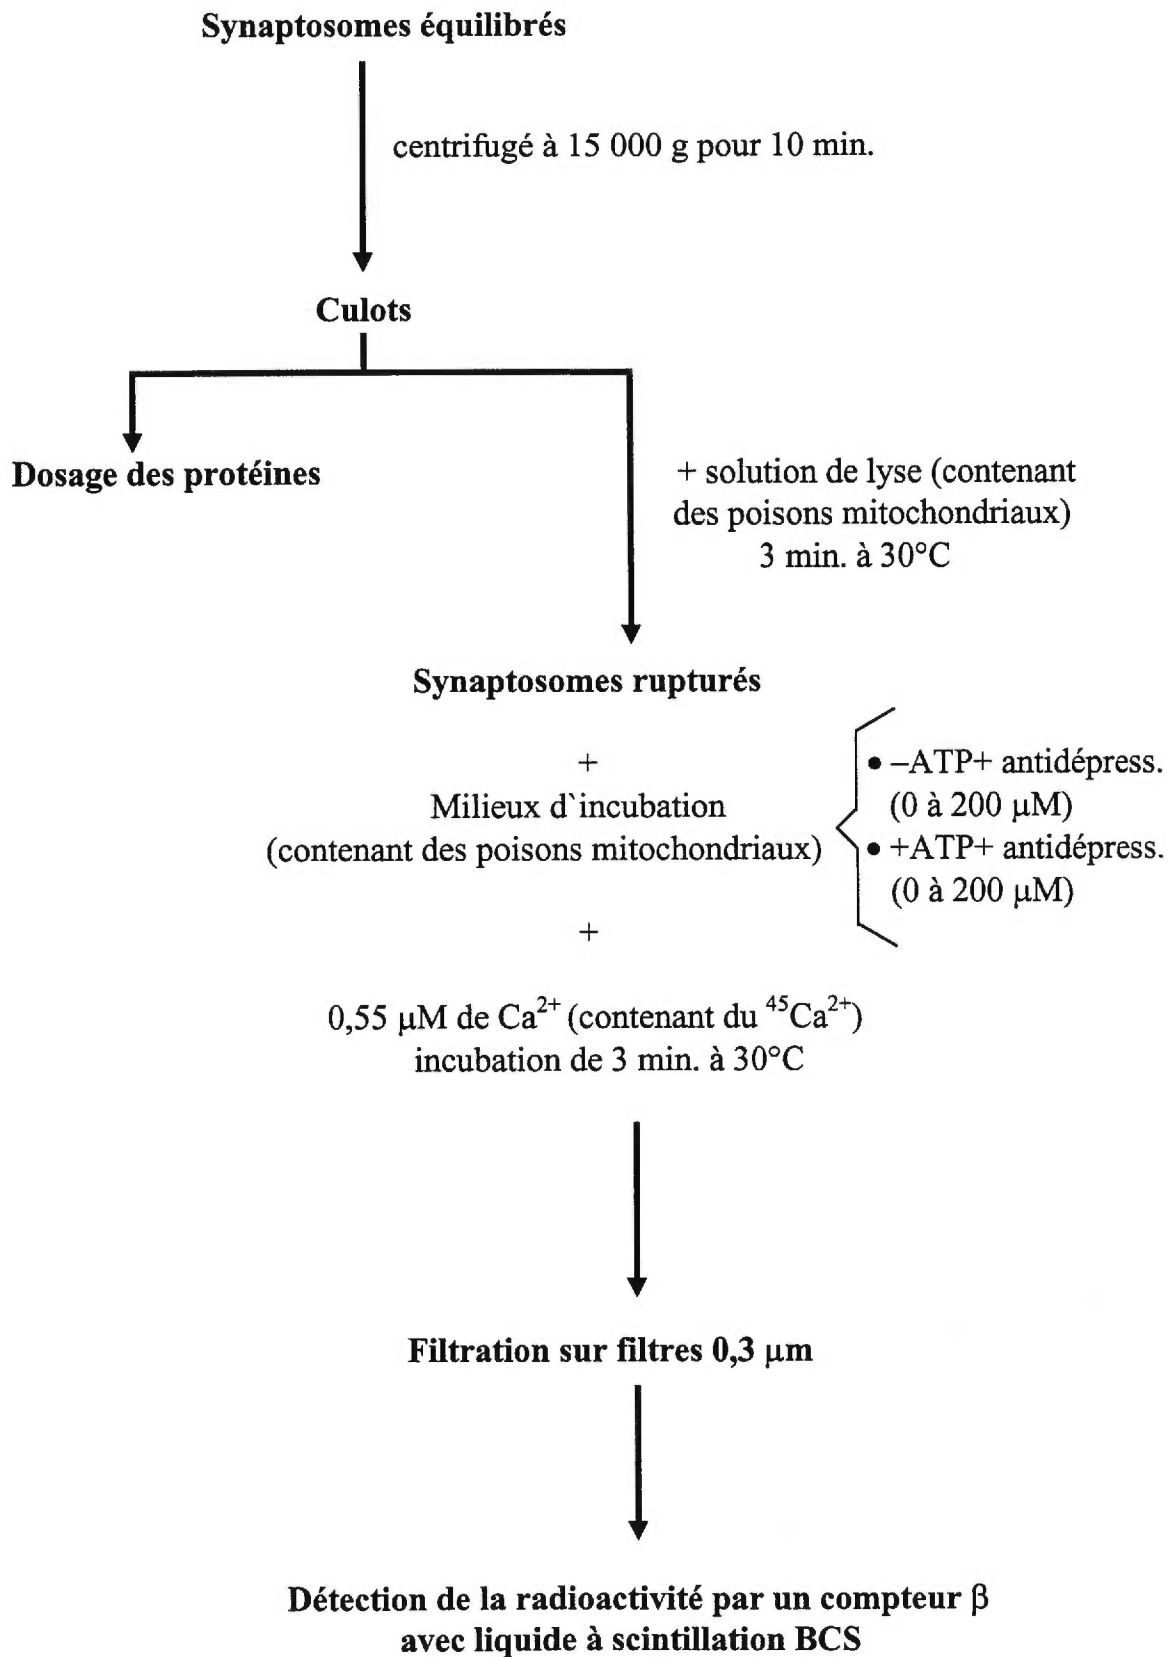 Synaptosomes équilibrés
centrifugé à 15 000 g pour 10 min.
Culots
Dosage des protéines
+ solution de lyse (contenant
des poisons mitochondriaux)
3 min. à 30°C
Synaptosomes rupturés
+
Milieux d`incubation
(contenant des poisons mitochondriaux)
• –ATP+ antidépress.
(0 à 200 μM)
• +ATP+ antidépress.
(0 à 200 μM)
+
0,55 μM de Ca²⁺ (contenant du ⁴⁵Ca²⁺)
incubation de 3 min. à 30°C
Filtration sur filtres 0,3 μm
Détection de la radioactivité par un compteur β
avec liquide à scintillation BCS